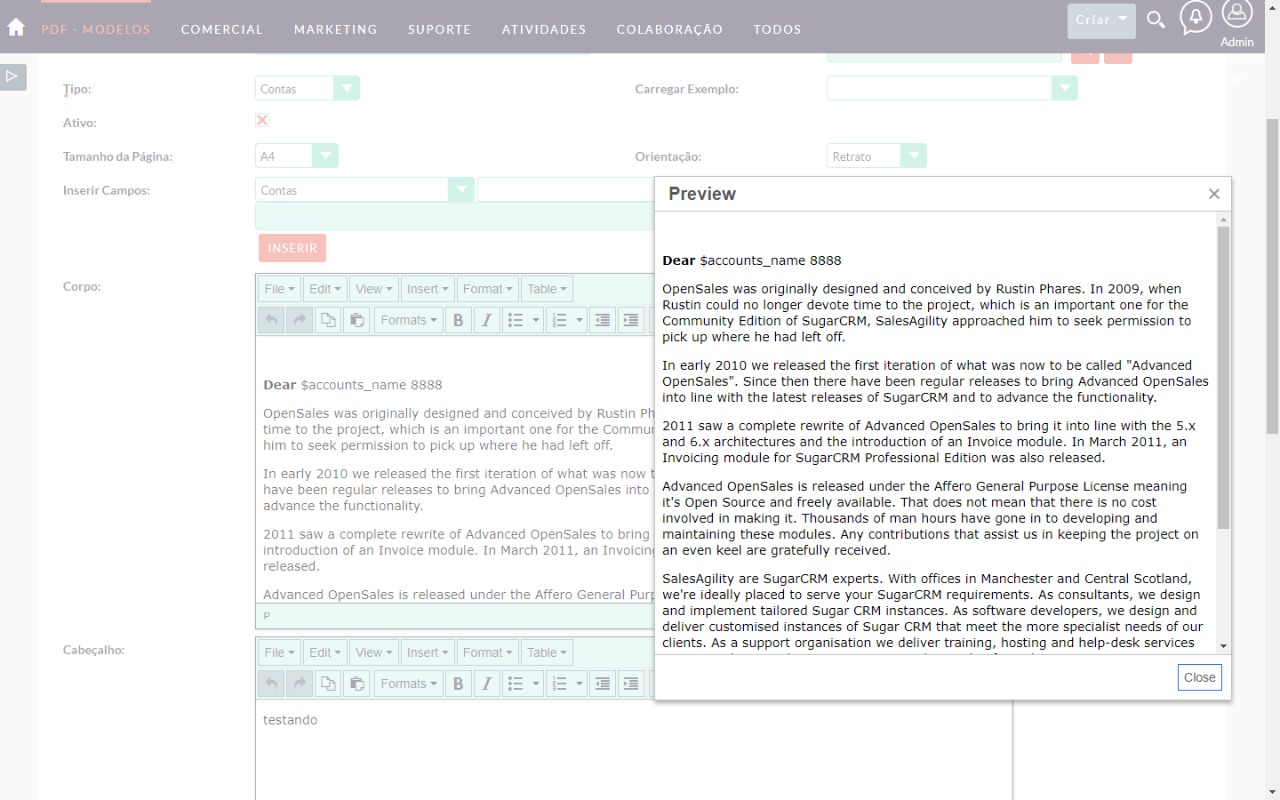 PDF - MODELOS COMERCIAL MARKETING SUPORTE ATIVIDADES COLABORAÇÃO TODOS Criar Admin
Tipo: Contas Carregar Exemplo:
Ativo:
Tamanho da Página: A4 Orientação: Retrato
Inserir Campos: Contas
INSERIR
Corpo:
File Edit View Insert Format Table
Formats B I
Dear $accounts_name 8888
OpenSales was originally designed and conceived by Rustin Ph
time to the project, which is an important one for the Commun
him to seek permission to pick up where he had left off.
In early 2010 we released the first iteration of what was now t
have been regular releases to bring Advanced OpenSales into
advance the functionality.
2011 saw a complete rewrite of Advanced OpenSales to bring
introduction of an Invoice module. In March 2011, an Invoicing
released.
Advanced OpenSales is released under the Affero General Purp
P
Cabeçalho:
File Edit View Insert Format Table
Formats B I
testando
Preview ×
Dear $accounts_name 8888
OpenSales was originally designed and conceived by Rustin Phares. In 2009, when
Rustin could no longer devote time to the project, which is an important one for the
Community Edition of SugarCRM, SalesAgility approached him to seek permission to
pick up where he had left off.
In early 2010 we released the first iteration of what was now to be called "Advanced
OpenSales". Since then there have been regular releases to bring Advanced OpenSales
into line with the latest releases of SugarCRM and to advance the functionality.
2011 saw a complete rewrite of Advanced OpenSales to bring it into line with the 5.x
and 6.x architectures and the introduction of an Invoice module. In March 2011, an
Invoicing module for SugarCRM Professional Edition was also released.
Advanced OpenSales is released under the Affero General Purpose License meaning
it's Open Source and freely available. That does not mean that there is no cost
involved in making it. Thousands of man hours have gone in to developing and
maintaining these modules. Any contributions that assist us in keeping the project on
an even keel are gratefully received.
SalesAgility are SugarCRM experts. With offices in Manchester and Central Scotland,
we're ideally placed to serve your SugarCRM requirements. As consultants, we design
and implement tailored Sugar CRM instances. As software developers, we design and
deliver customised instances of Sugar CRM that meet the more specialist needs of our
clients. As a support organisation we deliver training, hosting and help-desk services
Close